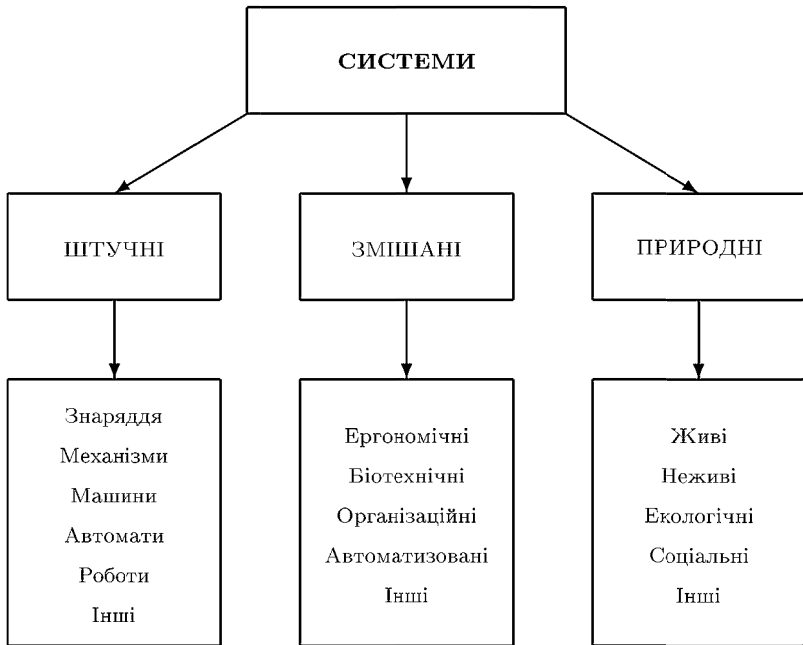 СИСТЕМИ
ШТУЧНІ
ЗМІШАНІ
ПРИРОДНІ
Знаряддя
Механізми
Машини
Автомати
Роботи
Інші
Ергономічні
Біотехнічні
Організаційні
Автоматизовані
Інші
Живі
Неживі
Екологічні
Соціальні
Інші